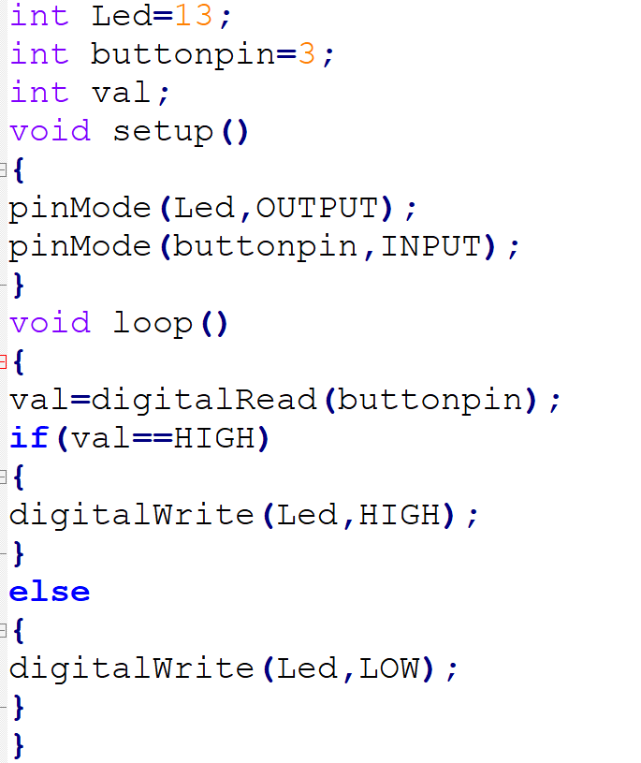 int Led=13;
int buttonpin=3;
int val;
void setup()
{
pinMode(Led,OUTPUT);
pinMode(buttonpin,INPUT);
}
void loop()
{
val=digitalRead(buttonpin);
if(val==HIGH)
{
digitalWrite(Led,HIGH);
}
else
{
digitalWrite(Led,LOW);
}
}